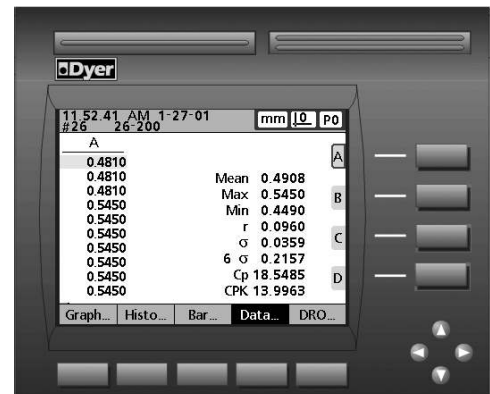 Dyer
11.52.41 AM 1-27-01
#26 26-200
mm 0 P0
A
0.4810
0.4810
0.4810
0.5450
0.5450
0.5450
0.5450
0.5450
0.5450
0.5450
Mean 0.4908
Max 0.5450
Min 0.4490
r 0.0960
σ 0.0359
6 σ 0.2157
Cp 18.5485
CPK 13.9963
A
B
C
D
Graph... Histo... Bar... Data... DRO...